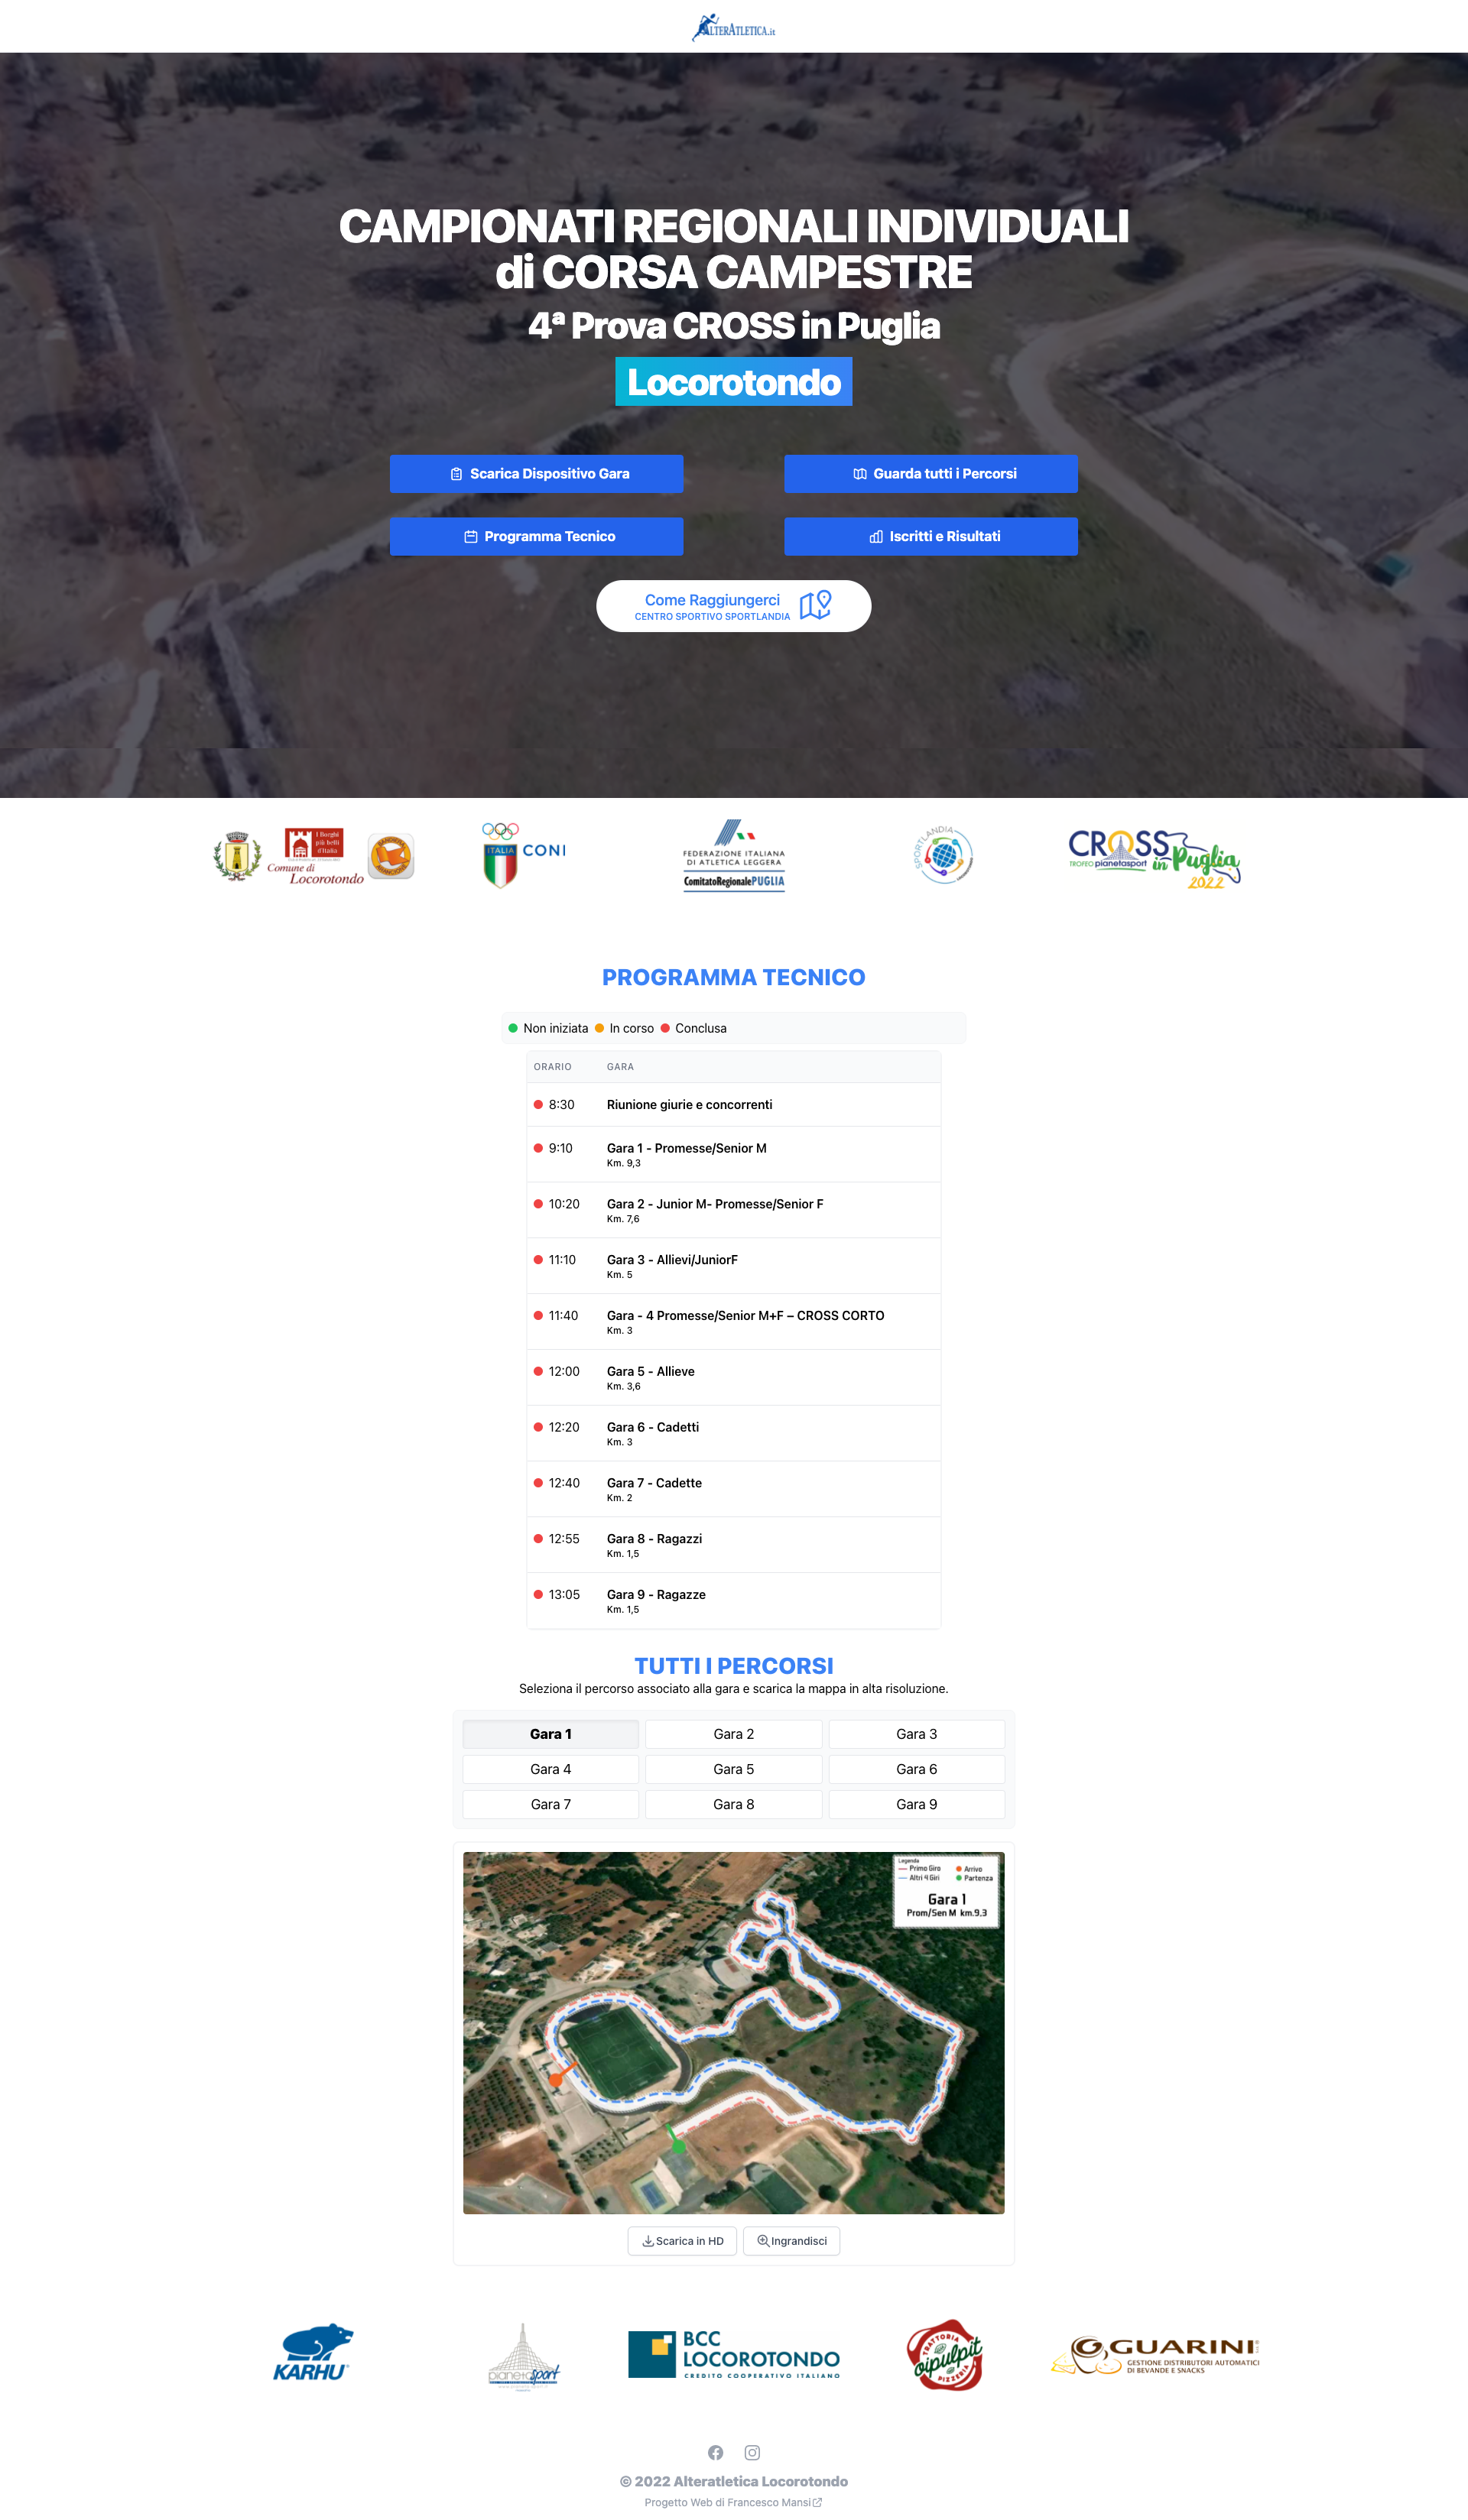 ALTERATLETICA.it
CAMPIONATI REGIONALI INDIVIDUALI
di CORSA CAMPESTRE
4ª Prova CROSS in Puglia
Locorotondo
Scarica Dispositivo Gara
Guarda tutti i Percorsi
Programma Tecnico
Iscritti e Risultati
Come Raggiungerci
CENTRO SPORTIVO SPORTLANDIA
I Borghi
più belli
d'Italia
Comune di
Locorotondo
ITALIA
CONI
FEDERAZIONE ITALIANA
DI ATLETICA LEGGERA
ComitatoRegionalePUGLIA
SPORTLANDIA
CROSS
TROFEO pianetasport
in Puglia
2022
PROGRAMMA TECNICO
Non iniziata In corso Conclusa
ORARIO GARA
8:30 Riunione giurie e concorrenti
9:10 Gara 1 - Promesse/Senior M
Km. 9,3
10:20 Gara 2 - Junior M- Promesse/Senior F
Km. 7,6
11:10 Gara 3 - Allievi/JuniorF
Km. 5
11:40 Gara - 4 Promesse/Senior M+F – CROSS CORTO
Km. 3
12:00 Gara 5 - Allieve
Km. 3,6
12:20 Gara 6 - Cadetti
Km. 3
12:40 Gara 7 - Cadette
Km. 2
12:55 Gara 8 - Ragazzi
Km. 1,5
13:05 Gara 9 - Ragazze
Km. 1,5
TUTTI I PERCORSI
Seleziona il percorso associato alla gara e scarica la mappa in alta risoluzione.
Gara 1 Gara 2 Gara 3
Gara 4 Gara 5 Gara 6
Gara 7 Gara 8 Gara 9
Legenda
Primo Giro Arrivo
Altri 4 Giri Partenza
Gara 1
Prom/Sen M km.9,3
Scarica in HD Ingrandisci
KARHU
pianeta sport
BCC
LOCOROTONDO
CREDITO COOPERATIVO ITALIANO
TRATTORIA
oipulpit
PIZZERIA
GUARINI
GESTIONE DISTRIBUTORI AUTOMATICI
DI BEVANDE E SNACKS
© 2022 Alteratletica Locorotondo
Progetto Web di Francesco Mansi